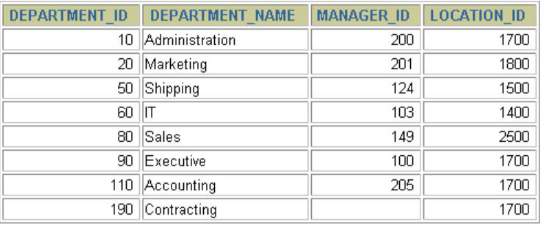 DEPARTMENT_ID DEPARTMENT_NAME MANAGER_ID LOCATION_ID
10 Administration 200 1700
20 Marketing 201 1800
50 Shipping 124 1500
60 IT 103 1400
80 Sales 149 2500
90 Executive 100 1700
110 Accounting 205 1700
190 Contracting 1700